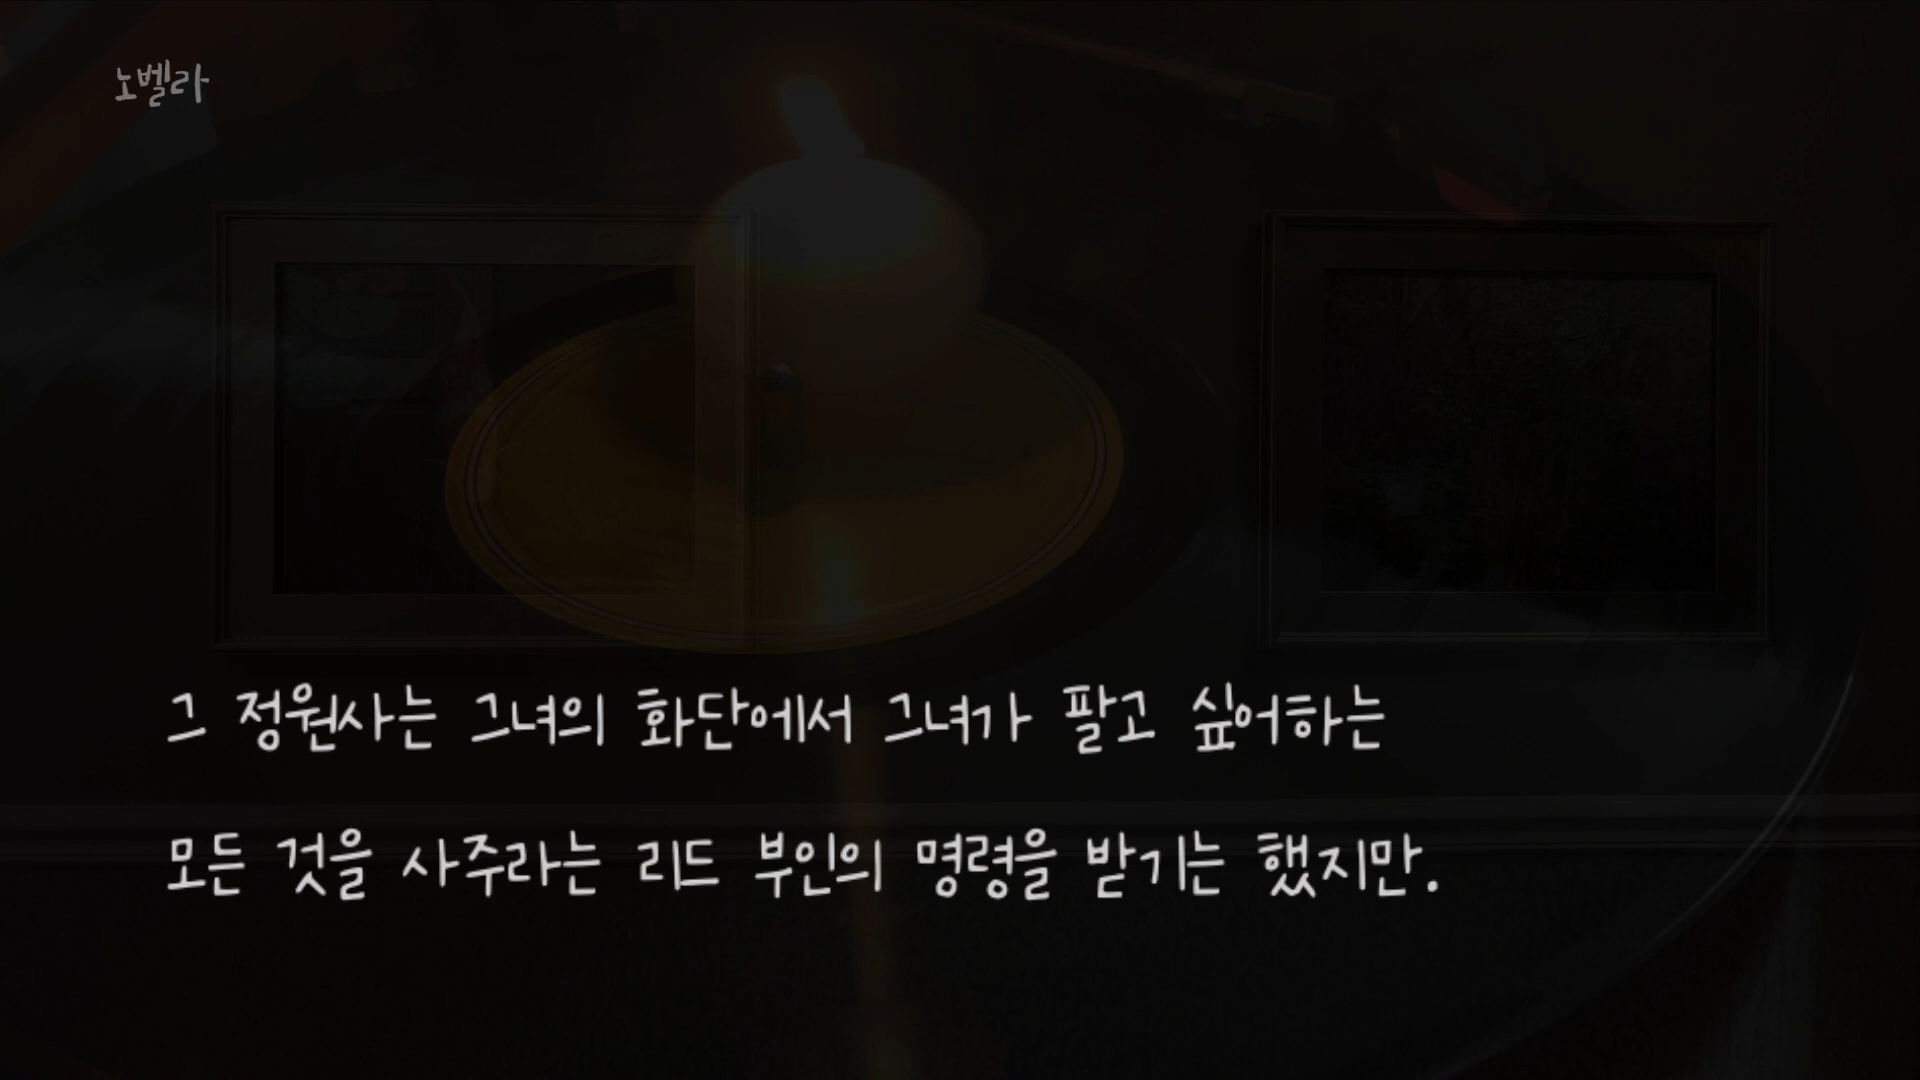 노벨라
그 정원사는 그녀의 화단에서 그녀가 팔고 싶어하는
모든 것을 사주라는 리드 부인의 명령을 받기는 했지만.